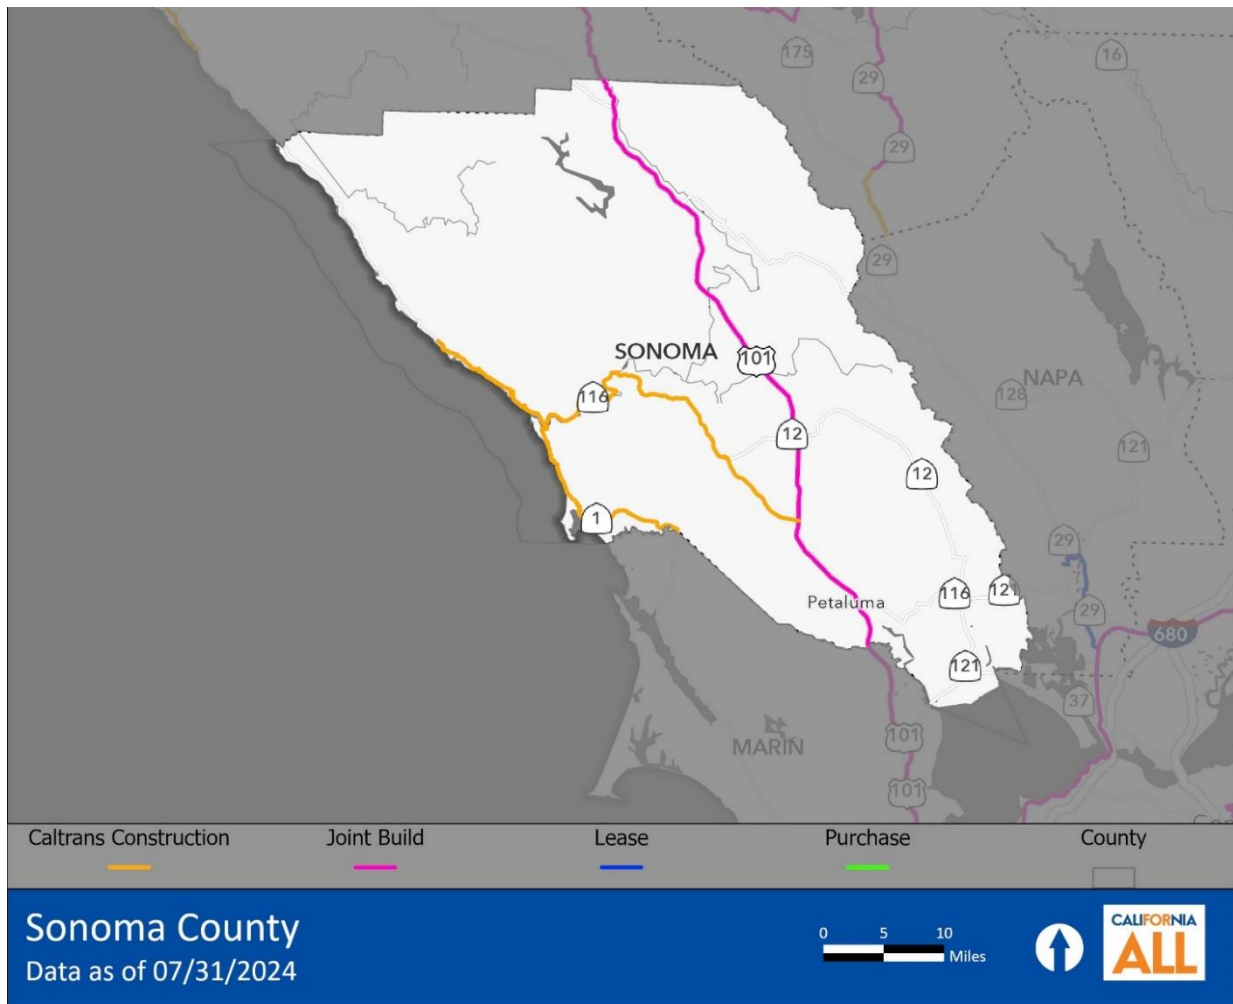 175
16
29
29
29
SONOMA
101
NAPA
116
128
12
121
12
1
29
Petaluma
116
121
29
680
121
37
MARIN
101
101
Caltrans Construction
Joint Build
Lease
Purchase
County
Sonoma County
Data as of 07/31/2024
0 5 10
Miles
CALIFORNIA
ALL